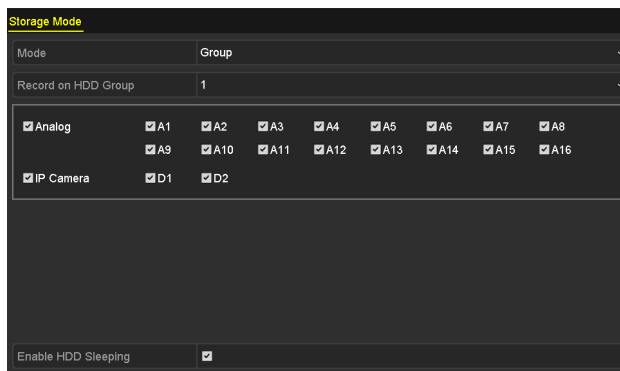 Storage Mode
Mode Group
Record on HDD Group 1
Analog A1 A2 A3 A4 A5 A6 A7 A8
A9 A10 A11 A12 A13 A14 A15 A16
IP Camera D1 D2
Enable HDD Sleeping